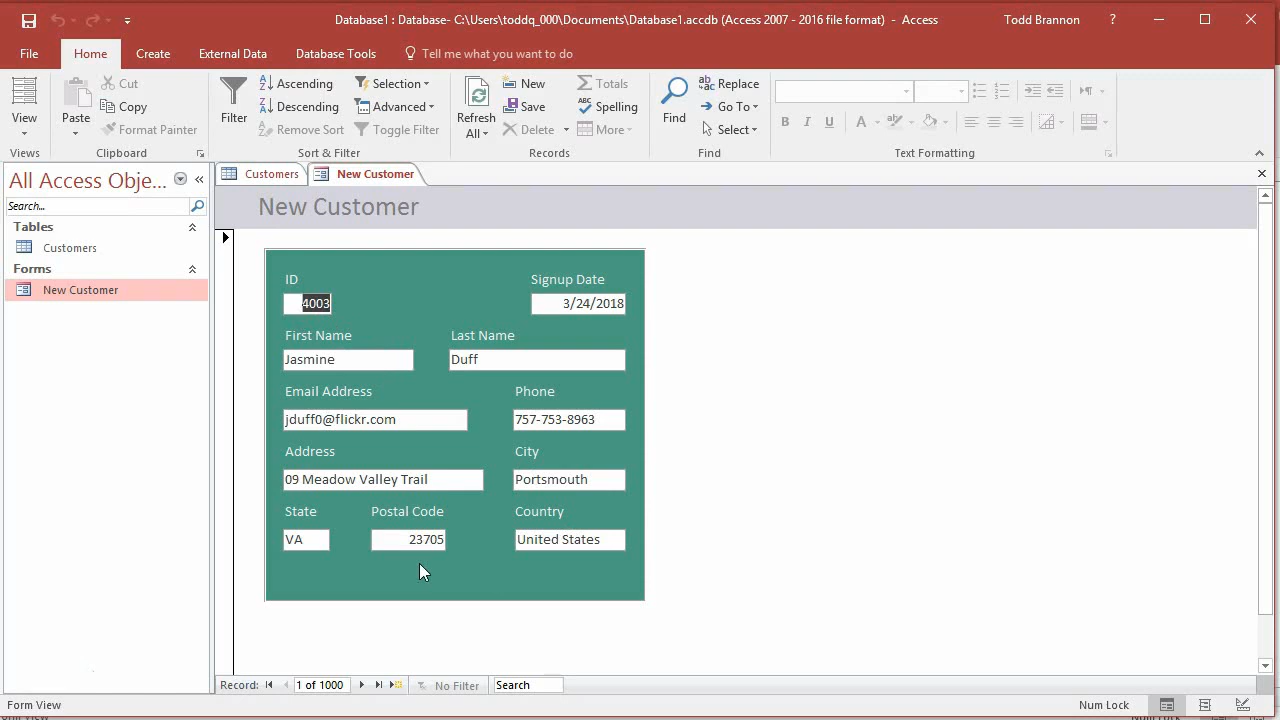 Database1 : Database- C:\Users\toddq_000\Documents\Database1.accdb (Access 2007 - 2016 file format) - Access
Todd Brannon
?
File
Home
Create
External Data
Database Tools
Tell me what you want to do
View
Views
Paste
Cut
Copy
Format Painter
Clipboard
Filter
Ascending
Descending
Remove Sort
Selection
Advanced
Toggle Filter
Sort & Filter
Refresh
All
New
Save
Delete
Totals
Spelling
More
Records
Find
Replace
Go To
Select
Find
B I U A
Text Formatting
All Access Obje...
Search...
Tables
Customers
Forms
New Customer
Customers
New Customer
New Customer
ID
Signup Date
4003
3/24/2018
First Name
Last Name
Jasmine
Duff
Email Address
Phone
jduff0@flickr.com
757-753-8963
Address
City
09 Meadow Valley Trail
Portsmouth
State
Postal Code
Country
VA
23705
United States
Record:
1 of 1000
No Filter
Search
Form View
Num Lock